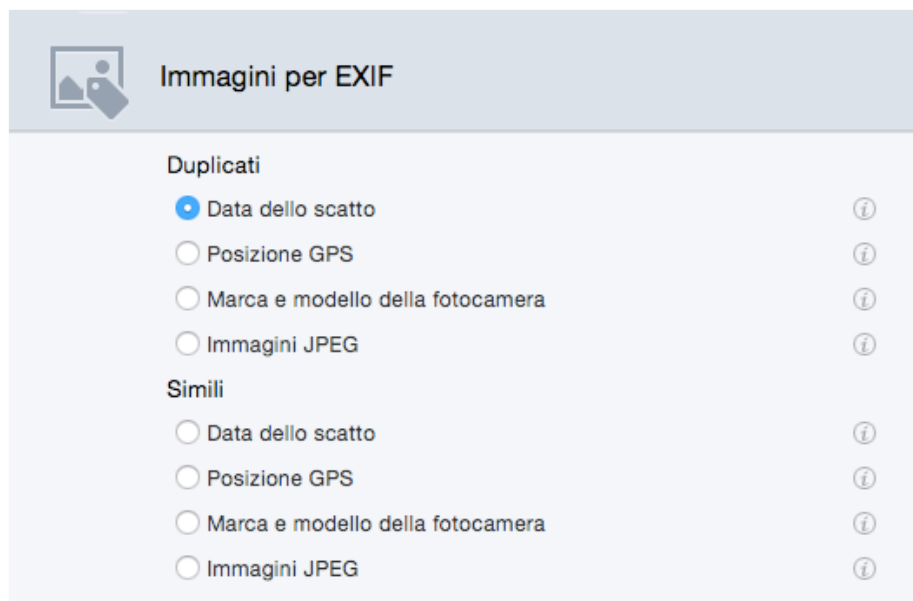 Immagini per EXIF
Duplicati
Data dello scatto
Posizione GPS
Marca e modello della fotocamera
Immagini JPEG
Simili
Data dello scatto
Posizione GPS
Marca e modello della fotocamera
Immagini JPEG